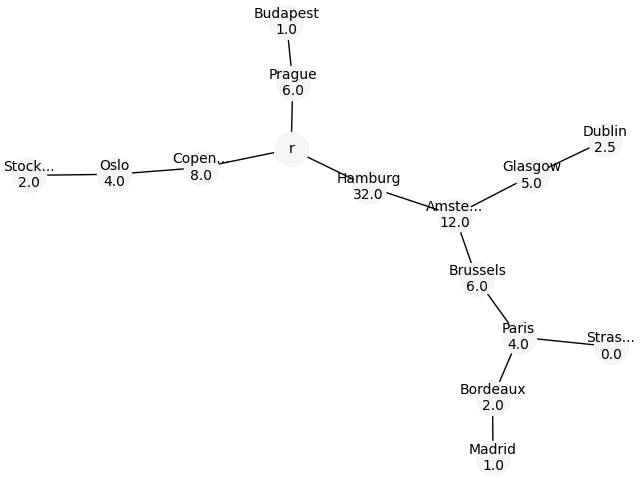 Budapest
1.0
Prague
6.0
r
Dublin
2.5
Copen...
8.0
Oslo
4.0
Stock...
2.0
Glasgow
5.0
Hamburg
32.0
Amste...
12.0
Brussels
6.0
Paris
4.0
Stras...
0.0
Bordeaux
2.0
Madrid
1.0